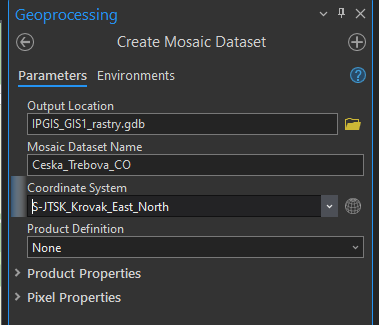 Geoprocessing
Create Mosaic Dataset
Parameters Environments
Output Location
IPGIS_GIS1_rastry.gdb
Mosaic Dataset Name
Ceska_Trebova_CO
Coordinate System
S-JTSK_Krovak_East_North
Product Definition
None
Product Properties
Pixel Properties